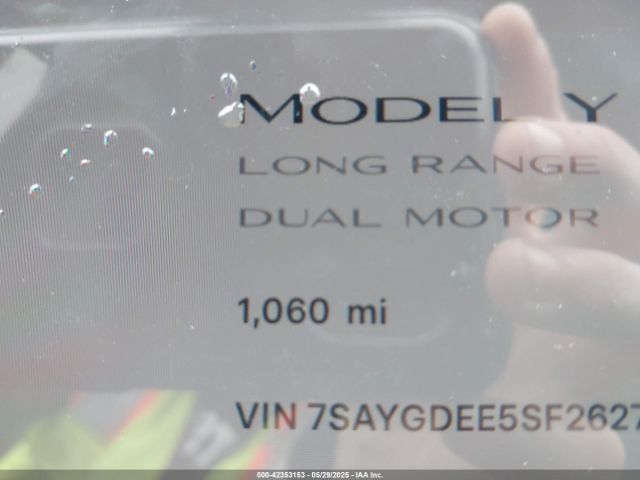 MODEL Y
LONG RANGE
DUAL MOTOR
1,060 mi
VIN 7SAYGDEE5SF2627
000-42353153 - 05/29/2025 - IAA Inc.